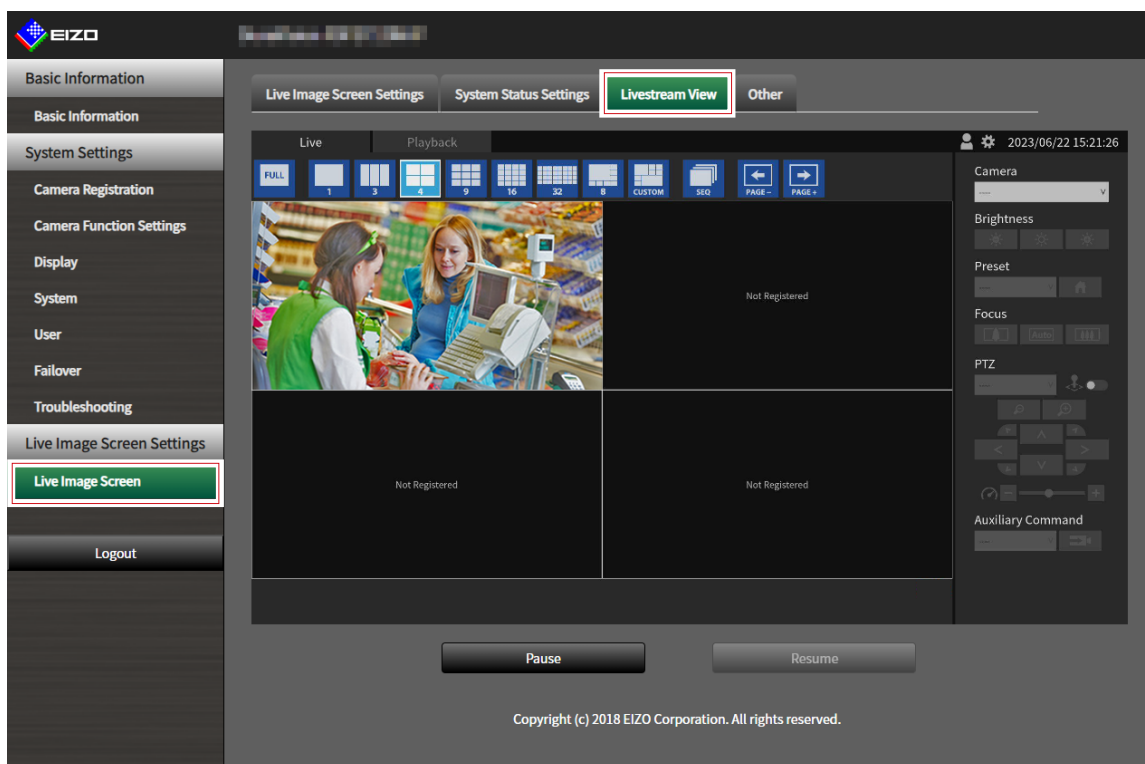 EIZO
Basic Information
Basic Information
System Settings
Camera Registration
Camera Function Settings
Display
System
User
Failover
Troubleshooting
Live Image Screen Settings
Live Image Screen
Logout
Live Image Screen Settings System Status Settings Livestream View Other
Live Playback 2023/06/22 15:21:26
FULL 1 3 4 9 16 32 8 CUSTOM SEQ PAGE - PAGE +
Not Registered
Not Registered
Not Registered
Camera
----
Brightness
Preset
----
Focus
Auto
PTZ
----
Auxiliary Command
----
Pause Resume
Copyright (c) 2018 EIZO Corporation. All rights reserved.